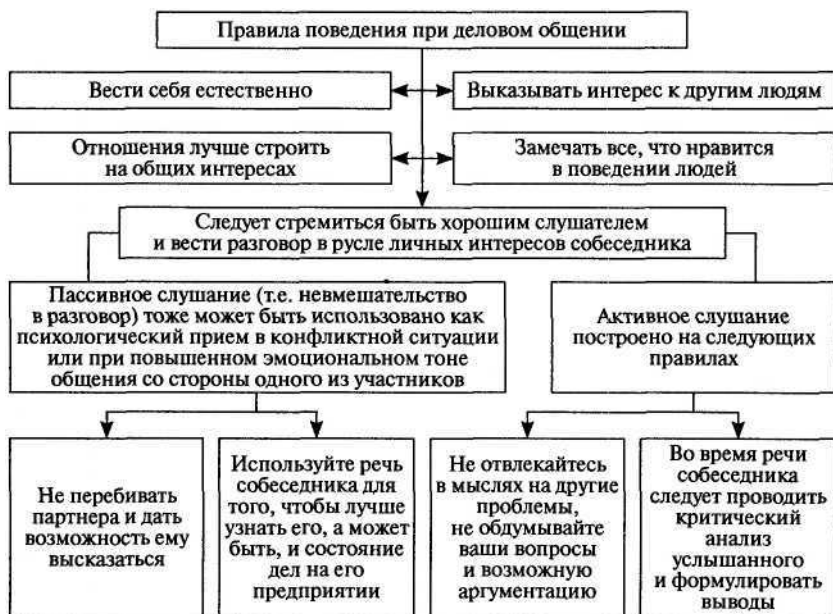 Правила поведения при деловом общении
Вести себя естественно
Выказывать интерес к другим людям
Отношения лучше строить
на общих интересах
Замечать все, что нравится
в поведении людей
Следует стремиться быть хорошим слушателем
и вести разговор в русле личных интересов собеседника
Пассивное слушание (т.е. невмешательство
в разговор) тоже может быть использовано как
психологический прием в конфликтной ситуации
или при повышенном эмоциональном тоне
общения со стороны одного из участников
Активное слушание
построено на следующих
правилах
Не перебивать
партнера и дать
возможность ему
высказаться
Используйте речь
собеседника для
того, чтобы лучше
узнать его, а может
быть, и состояние
дел на его
предприятии
Не отвлекайтесь
в мыслях на другие
проблемы,
не обдумывайте
ваши вопросы
и возможную
аргументацию
Во время речи
собеседника
следует проводить
критический
анализ
услышанного
и формулировать
выводы